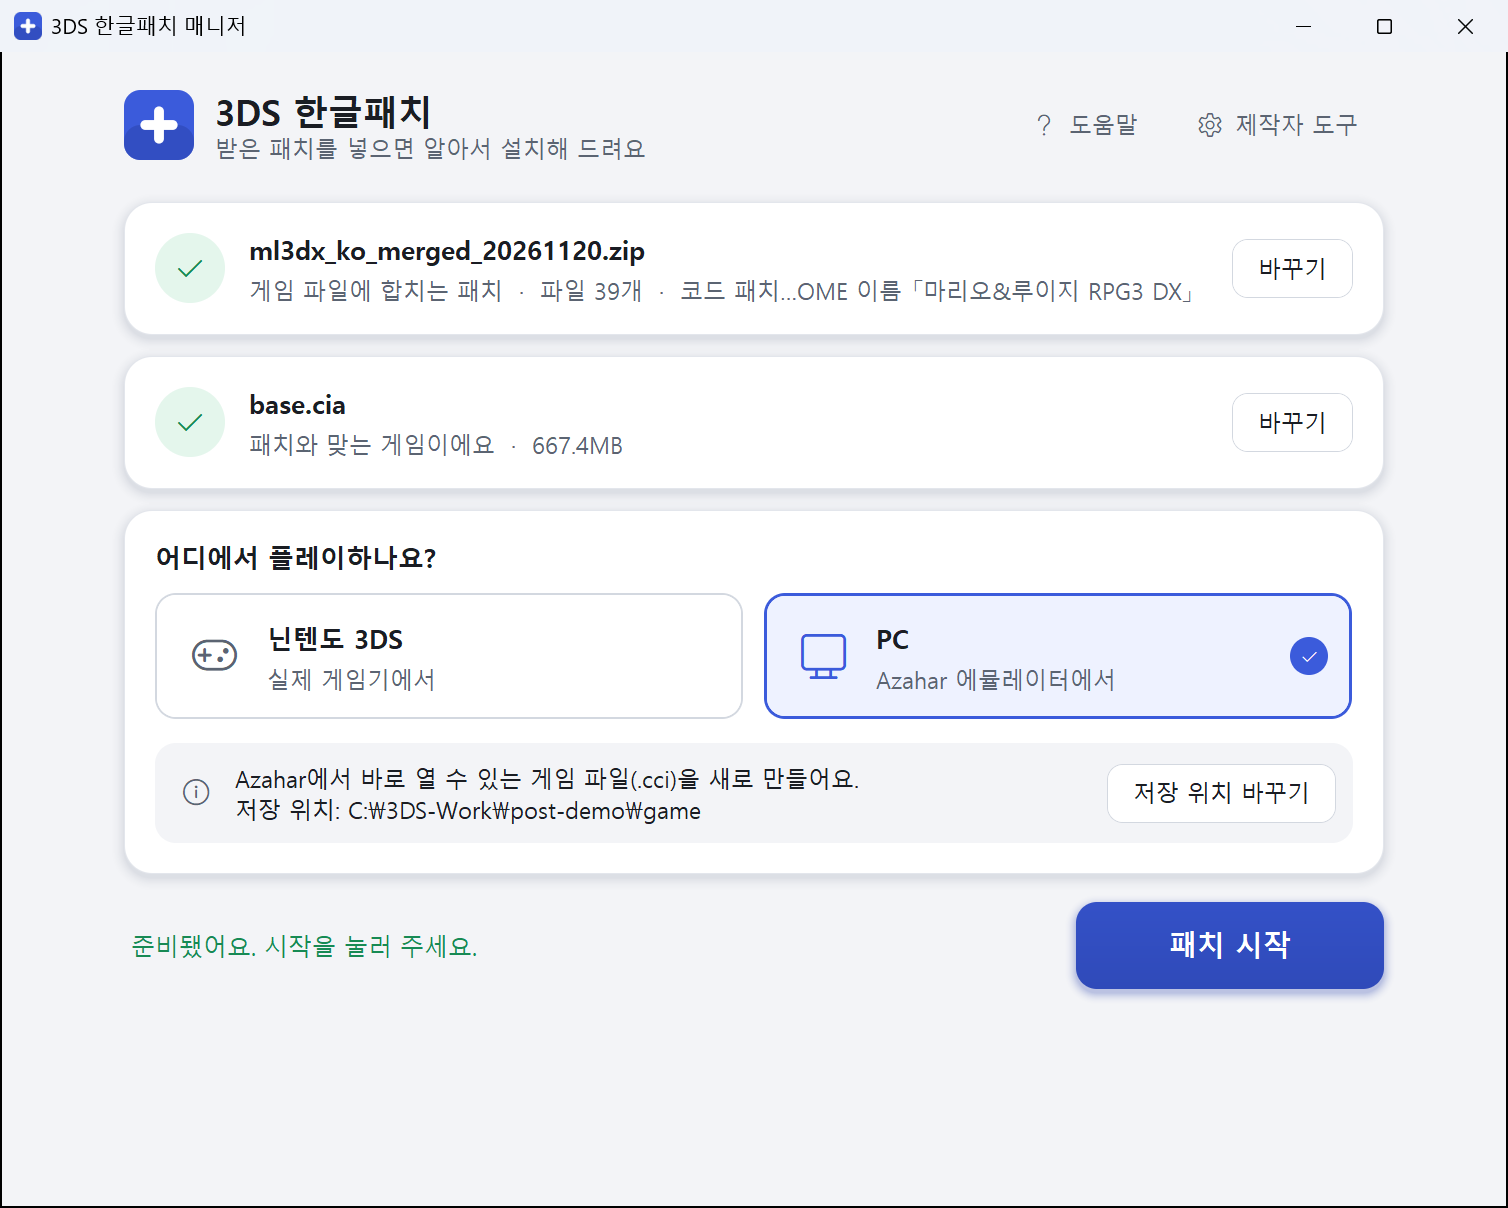 3DS 한글패치 매니저
3DS 한글패치
받은 패치를 넣으면 알아서 설치해 드려요
? 도움말
제작자 도구
ml3dx_ko_merged_20261120.zip
게임 파일에 합치는 패치 · 파일 39개 · 코드 패치...OME 이름「마리오&루이지 RPG3 DX」
바꾸기
base.cia
패치와 맞는 게임이에요 · 667.4MB
바꾸기
어디에서 플레이하나요?
닌텐도 3DS
실제 게임기에서
PC
Azahar 에뮬레이터에서
Azahar에서 바로 열 수 있는 게임 파일(.cci)을 새로 만들어요.
저장 위치: C:₩3DS-Work₩post-demo₩game
저장 위치 바꾸기
준비됐어요. 시작을 눌러 주세요.
패치 시작